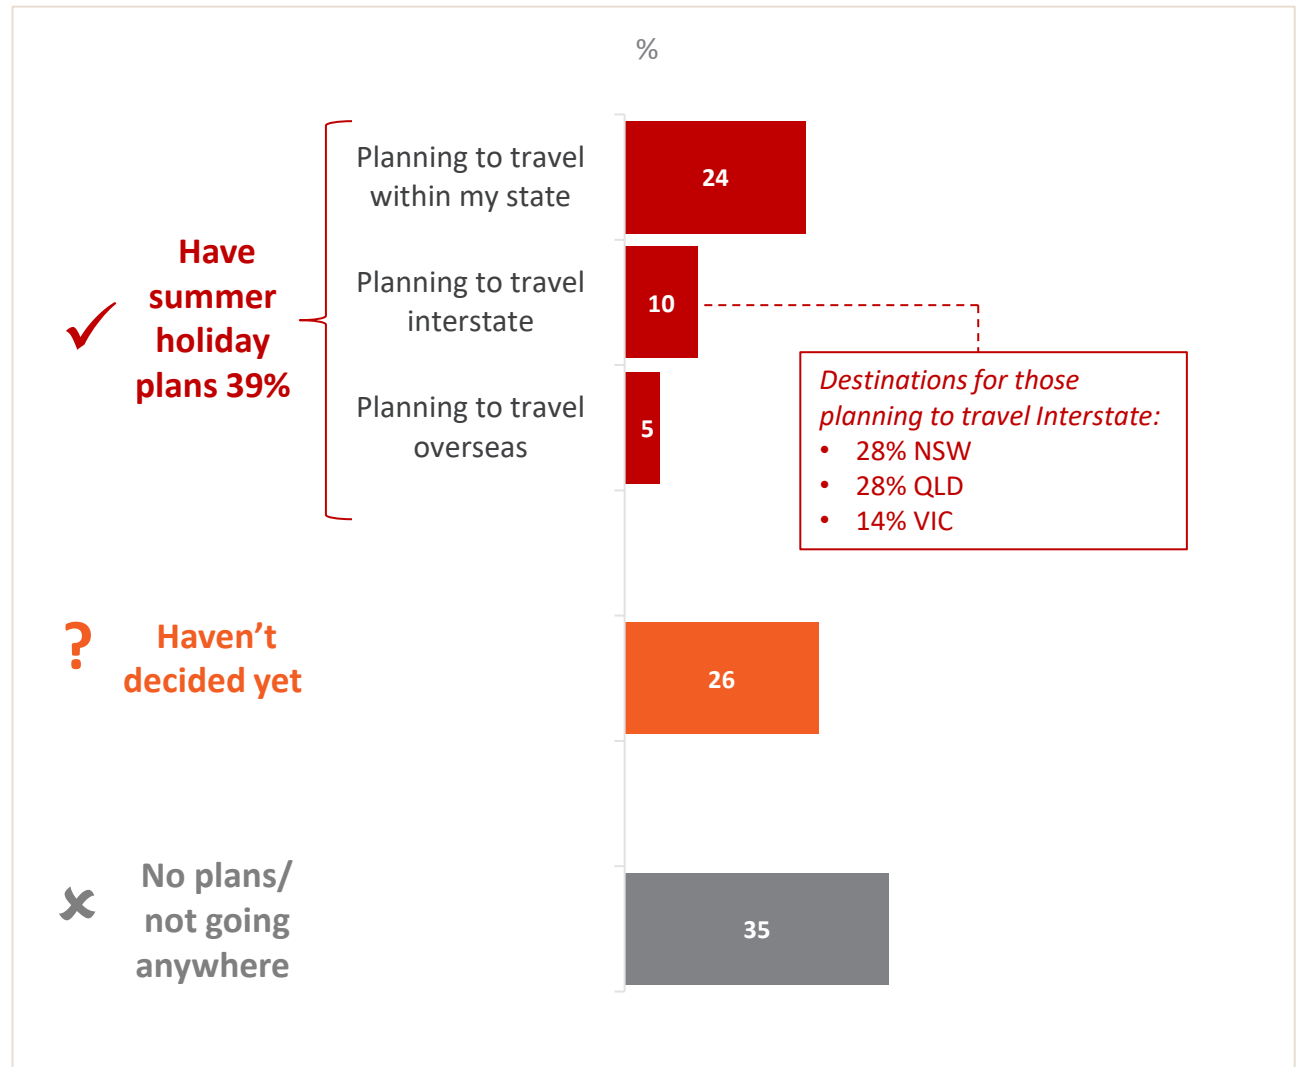 %
Have
summer
holiday
plans 39%
Planning to travel
within my state
24
Planning to travel
interstate
10
Planning to travel
overseas
5
Destinations for those
planning to travel Interstate:
• 28% NSW
• 28% QLD
• 14% VIC
?
Haven’t
decided yet
26
No plans/
not going
anywhere
35